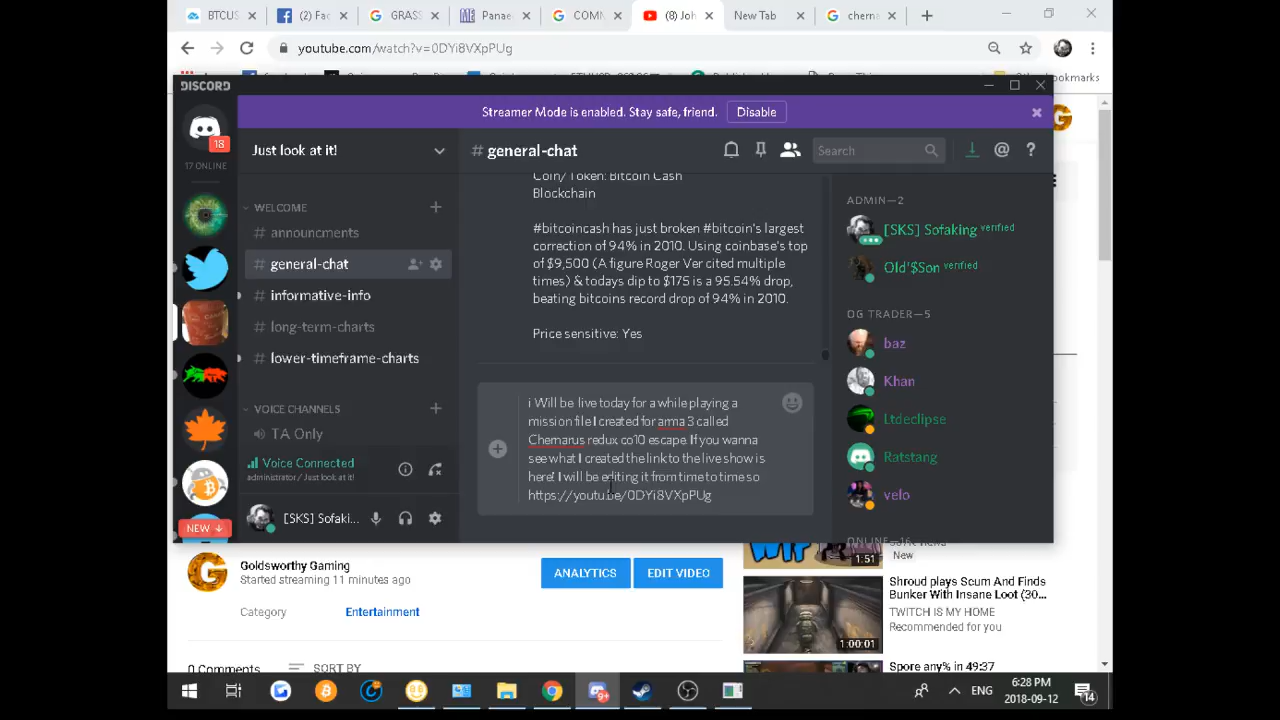 BTCUS
(2) Fac
GRASS
Panae
COMM
(8) Joh
New Tab
cherna
youtube.com/watch?v=0DYi8VXpPUg
Other bookmarks
DISCORD
Streamer Mode is enabled. Stay safe, friend.
Disable
18
17 ONLINE
Just look at it!
# general-chat
Search
WELCOME
# announcments
# general-chat
# informative-info
# long-term-charts
# lower-timeframe-charts
VOICE CHANNELS
TA Only
Voice Connected
administrator / Just look at it!
[SKS] Sofaki...
NEW
Coin/ Token: Bitcoin Cash
Blockchain
#bitcoincash has just broken #bitcoin's largest
correction of 94% in 2010. Using coinbase's top
of $9,500 (A figure Roger Ver cited multiple
times) & todays dip to $175 is a 95.54% drop,
beating bitcoins record drop of 94% in 2010.
Price sensitive: Yes
i Will be live today for a while playing a
mission file I created for arma 3 called
Chernarus redux co10 escape. If you wanna
see what I created the link to the live show is
here! I will be editing it from time to time so
https://youtu.be/0DYi8VXpPUg
ADMIN—2
[SKS] Sofaking verified
Old'$Son verified
OG TRADER—5
baz
Khan
Ltdeclipse
Ratstang
velo
ONLINE—16
Goldsworthy Gaming
Started streaming 11 minutes ago
ANALYTICS
EDIT VIDEO
Category
Entertainment
0 Comments
SORT BY
WTF
1:51
New
Shroud plays Scum And Finds
Bunker With Insane Loot (30...
TWITCH IS MY HOME
Recommended for you
1:00:01
Spore any% in 49:37
9+
ENG
6:28 PM
2018-09-12
14